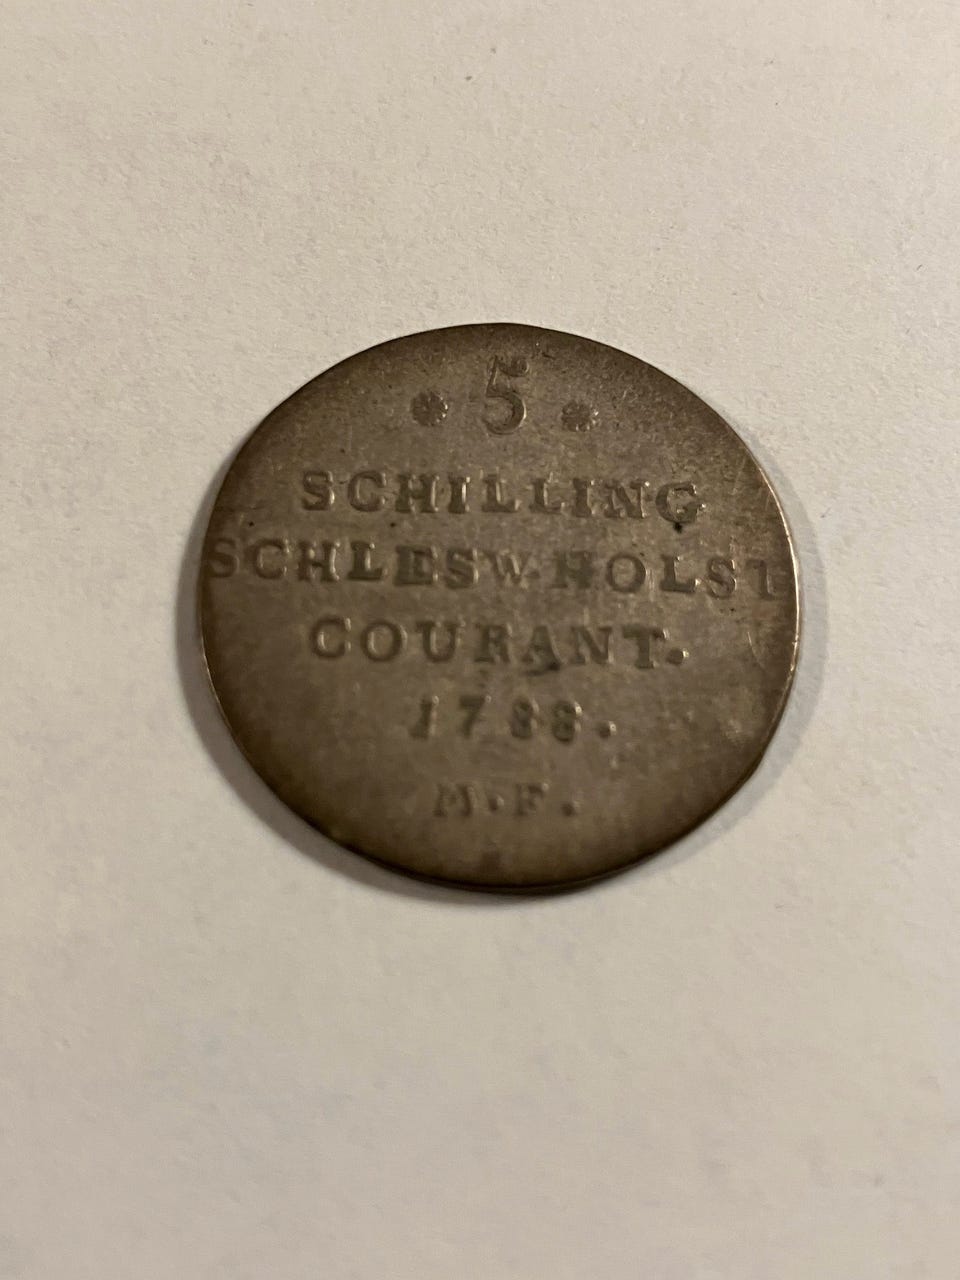 * 5 *
SCHILLING
SCHLESW·HOLST
COURANT.
1788.
M·F.